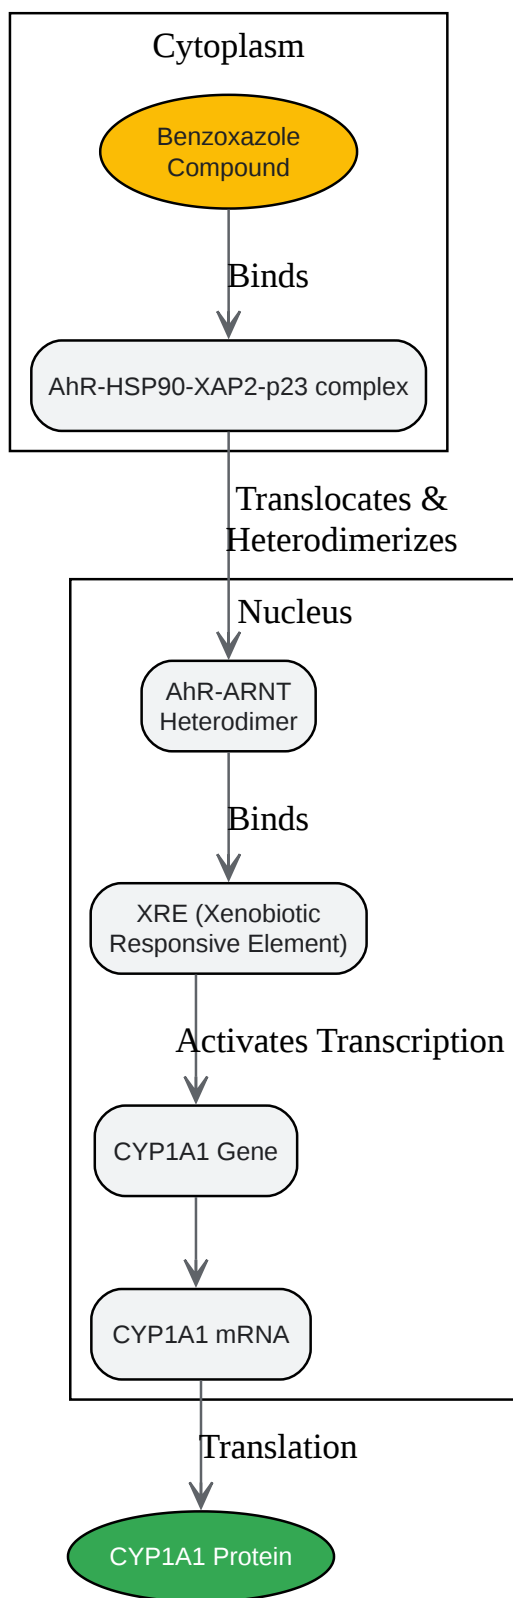 Cytoplasm
Benzoxazole
Compound
Binds
AhR-HSP90-XAP2-p23 complex
Translocates &
Heterodimerizes
Nucleus
AhR-ARNT
Heterodimer
Binds
XRE (Xenobiotic
Responsive Element)
Activates Transcription
CYP1A1 Gene
CYP1A1 mRNA
Translation
CYP1A1 Protein